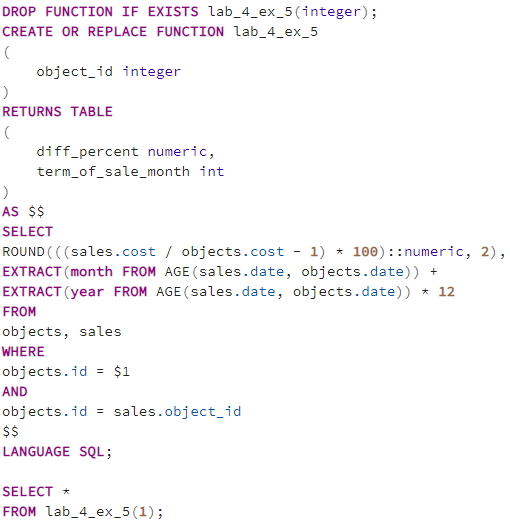 DROP FUNCTION IF EXISTS lab_4_ex_5(integer);
CREATE OR REPLACE FUNCTION lab_4_ex_5
(
    object_id integer
)
RETURNS TABLE
(
    diff_percent numeric,
    term_of_sale_month int
)
AS $$
SELECT
ROUND(((sales.cost / objects.cost - 1) * 100)::numeric, 2),
EXTRACT(month FROM AGE(sales.date, objects.date)) +
EXTRACT(year FROM AGE(sales.date, objects.date)) * 12
FROM
objects, sales
WHERE
objects.id = $1
AND
objects.id = sales.object_id
$$
LANGUAGE SQL;

SELECT *
FROM lab_4_ex_5(1);